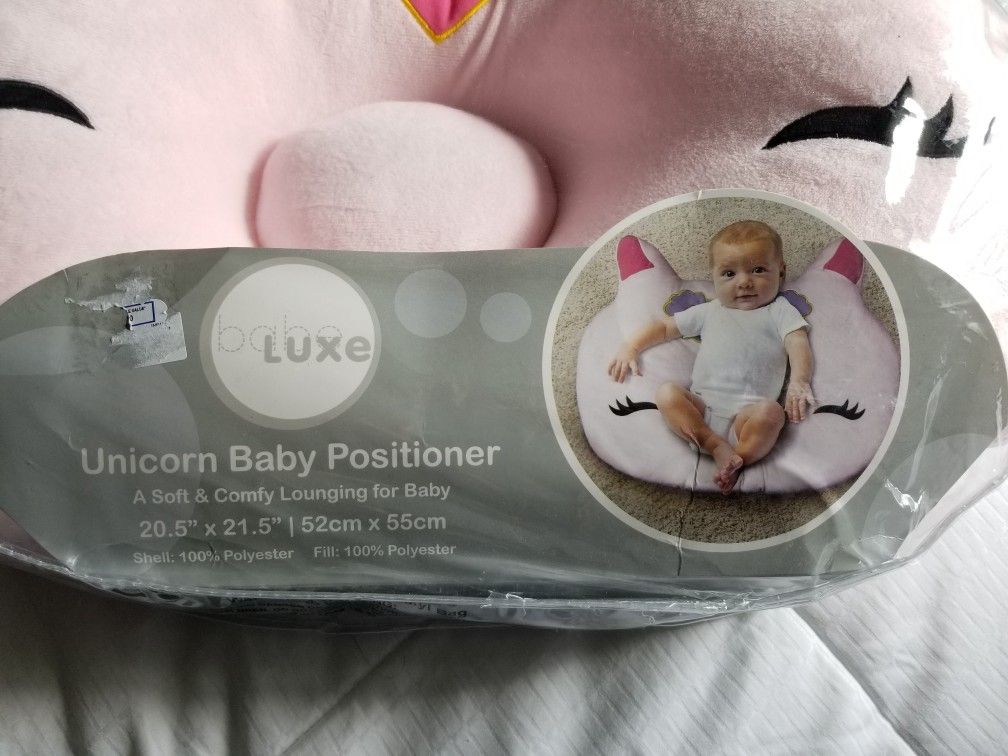 babe
LUXe
Unicorn Baby Positioner
A Soft & Comfy Lounging for Baby
20.5” x 21.5” | 52cm x 55cm
Shell: 100% Polyester Fill: 100% Polyester
Bag